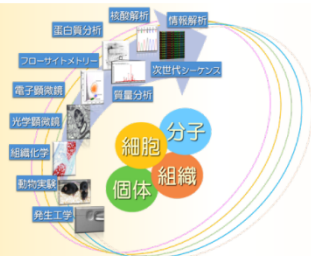 核酸解析
情報解析
蛋白質分析
フローサイトメトリー
次世代シーケンス
電子顕微鏡
質量分析
光学顕微鏡
分子
細胞
組織化学
組織
個体
動物実験
発生工学